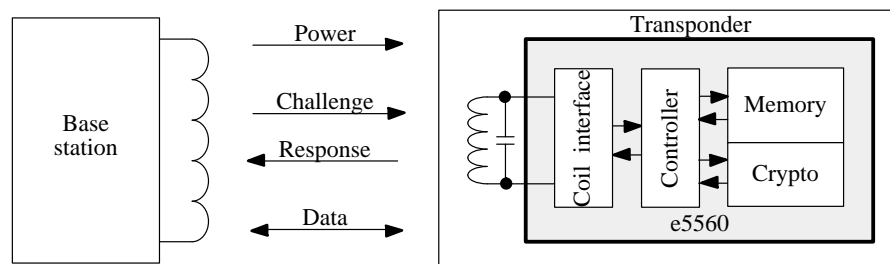 Base
station
Power
Challenge
Response
Data
Transponder
Coil interface
Controller
Memory
Crypto
e5560